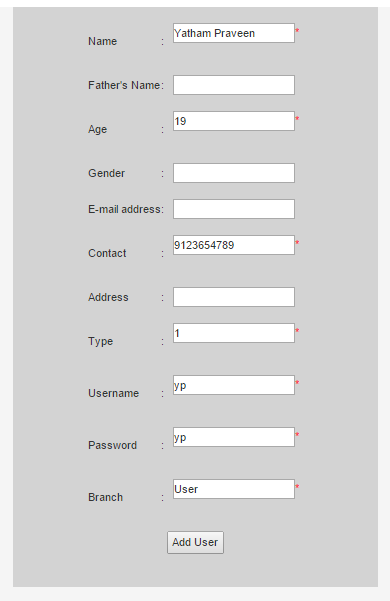 Name : Yatham Praveen *
Father's Name:
Age : 19 *
Gender :
E-mail address:
Contact : 9123654789 *
Address :
Type : 1 *
Username : yp *
Password : yp *
Branch : User *
Add User